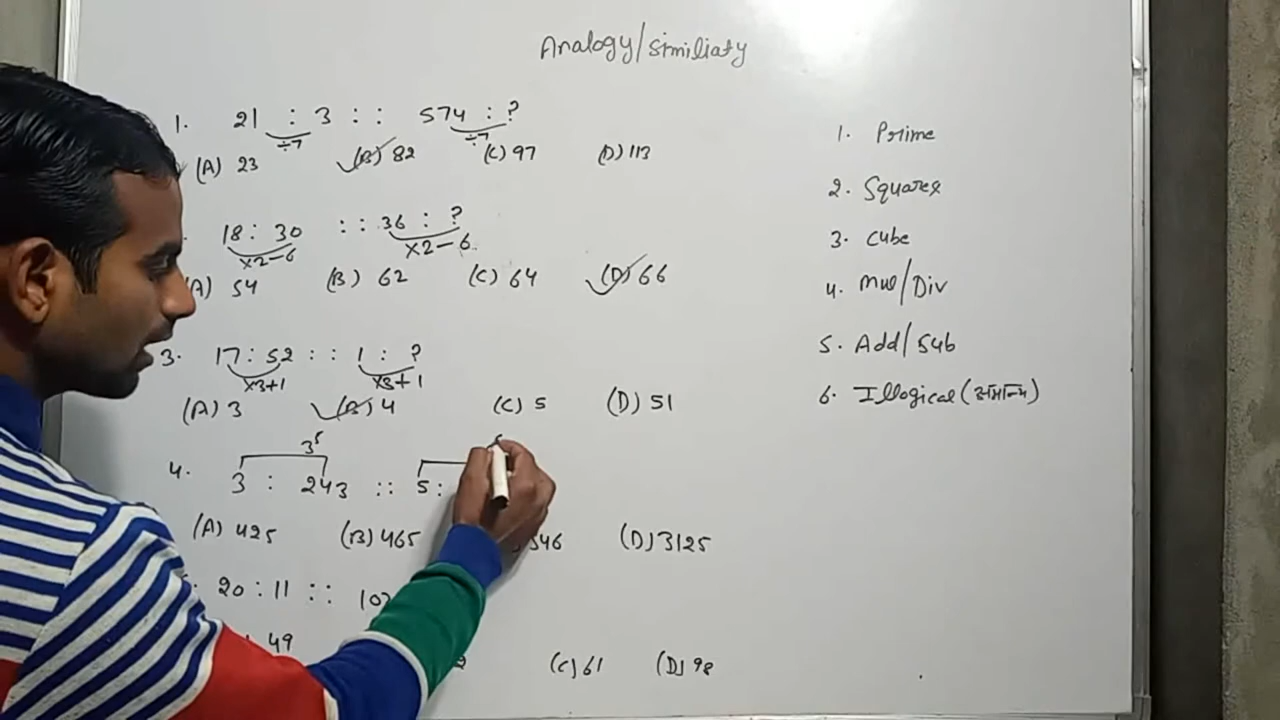 Analogy/Similiaty
1. 21 : 3 : : 574 : ?
÷7 ÷7
(A) 23 (B) 82 (C) 97 (D) 113
18 : 30 : : 36 : ?
×2-6 ×2-6
A) 54 (B) 62 (C) 64 (D) 66
3. 17 : 52 : : 1 : ?
×3+1 ×3+1
(A) 3 (B) 4 (C) 5 (D) 51
3⁵
4. 3 : 243 :: 5 :
(A) 425 (B) 465 546 (D) 3125
20 : 11 : : 102
49 (C) 61 (D) 98
1. Prime
2. Squares
3. Cube
4. Mul/Div
5. Add/Sub
6. Illogical (असमान्य)